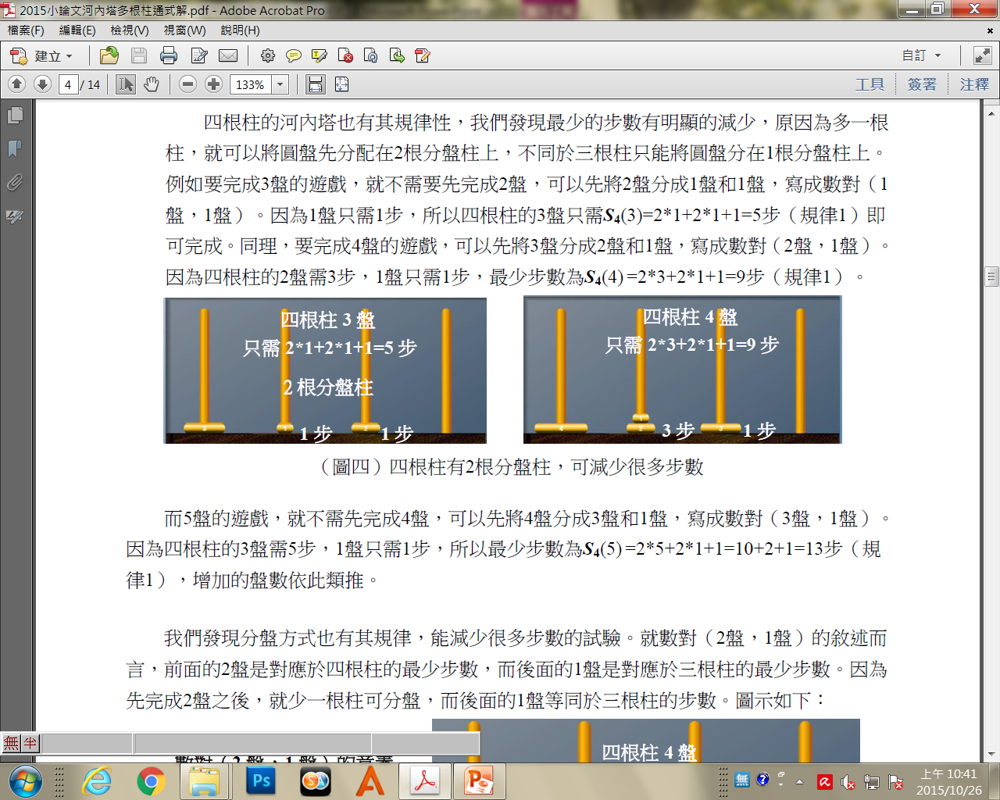 2015小論文河內塔多根柱通式解.pdf - Adobe Acrobat Pro
檔案(F) 編輯(E) 檢視(V) 視窗(W) 說明(H)
建立 自訂
4 / 14 133% 工具 簽署 注釋
四根柱的河內塔也有其規律性，我們發現最少的步數有明顯的減少，原因為多一根
柱，就可以將圓盤先分配在2根分盤柱上，不同於三根柱只能將圓盤分在1根分盤柱上。
例如要完成3盤的遊戲，就不需要先完成2盤，可以先將2盤分成1盤和1盤，寫成數對（1
盤，1盤）。因為1盤只需1步，所以四根柱的3盤只需S4(3)=2*1+2*1+1=5步（規律1）即
可完成。同理，要完成4盤的遊戲，可以先將3盤分成2盤和1盤，寫成數對（2盤，1盤）。
因為四根柱的2盤需3步，1盤只需1步，最少步數為S4(4) =2*3+2*1+1=9步（規律1）。
四根柱 3 盤
只需 2*1+2*1+1=5 步
2 根分盤柱
3 1 1 步 2 1 步
四根柱 4 盤
只需 2*3+2*1+1=9 步
1
4 2 3 步 3 1 步
（圖四）四根柱有2根分盤柱，可減少很多步數
而5盤的遊戲，就不需先完成4盤，可以先將4盤分成3盤和1盤，寫成數對（3盤，1盤）。
因為四根柱的3盤需5步，1盤只需1步，所以最少步數為S4(5) =2*5+2*1+1=10+2+1=13步（規
律1），增加的盤數依此類推。
我們發現分盤方式也有其規律，能減少很多步數的試驗。就數對（2盤，1盤）的敘述而
言，前面的2盤是對應於四根柱的最少步數，而後面的1盤是對應於三根柱的最少步數。因為
先完成2盤之後，就少一根柱可分盤，而後面的1盤等同於三根柱的步數。圖示如下：
四根柱 4 盤
數對（2 盤，1 盤）的意義
無 半
Ps SA
無 上午 10:41
2015/10/26